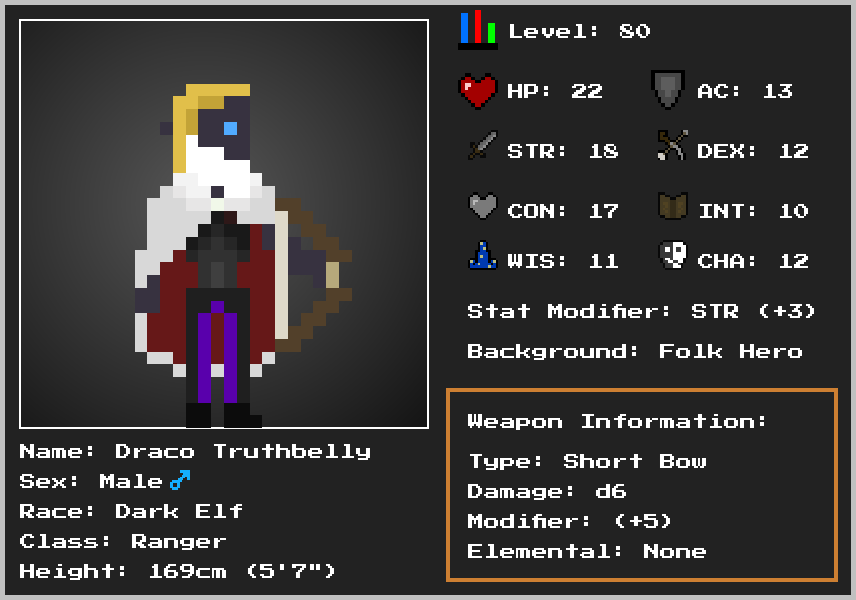 Level: 80
HP: 22
AC: 13
STR: 18
DEX: 12
CON: 17
INT: 10
WIS: 11
CHA: 12
Stat Modifier: STR (+3)
Background: Folk Hero
Weapon Information:
Type: Short Bow
Damage: d6
Modifier: (+5)
Elemental: None
Name: Draco Truthbelly
Sex: Male♂
Race: Dark Elf
Class: Ranger
Height: 169cm (5'7")